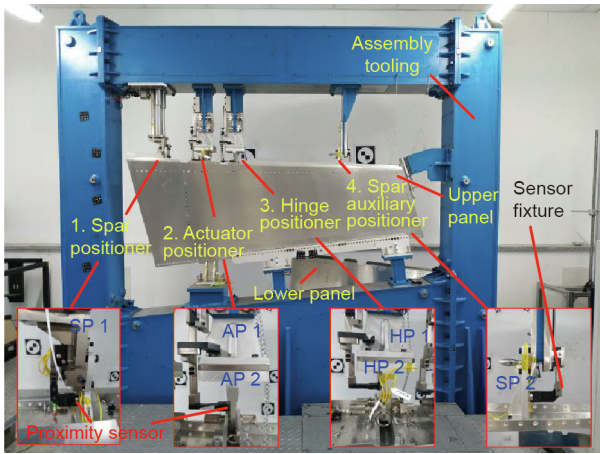 Assembly
tooling
1. Spar
positioner
2. Actuator
positioner
3. Hinge
positioner
4. Spar
auxiliary
positioner
Upper
panel
Sensor
fixture
Lower panel
SP 1
AP 1
AP 2
HP 1
HP 2
SP 2
Proximity sensor